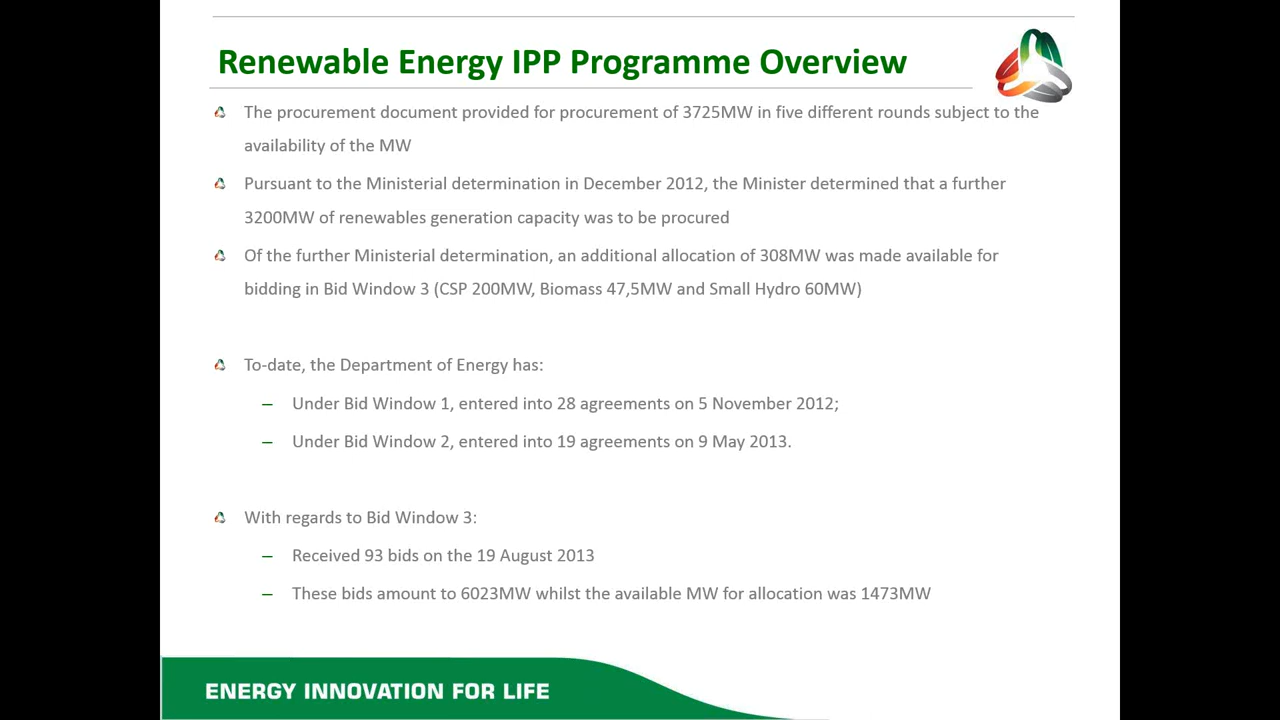 Renewable Energy IPP Programme Overview
The procurement document provided for procurement of 3725MW in five different rounds subject to the
availability of the MW
Pursuant to the Ministerial determination in December 2012, the Minister determined that a further
3200MW of renewables generation capacity was to be procured
Of the further Ministerial determination, an additional allocation of 308MW was made available for
bidding in Bid Window 3 (CSP 200MW, Biomass 47,5MW and Small Hydro 60MW)
To-date, the Department of Energy has:
– Under Bid Window 1, entered into 28 agreements on 5 November 2012;
– Under Bid Window 2, entered into 19 agreements on 9 May 2013.
With regards to Bid Window 3:
– Received 93 bids on the 19 August 2013
– These bids amount to 6023MW whilst the available MW for allocation was 1473MW
ENERGY INNOVATION FOR LIFE